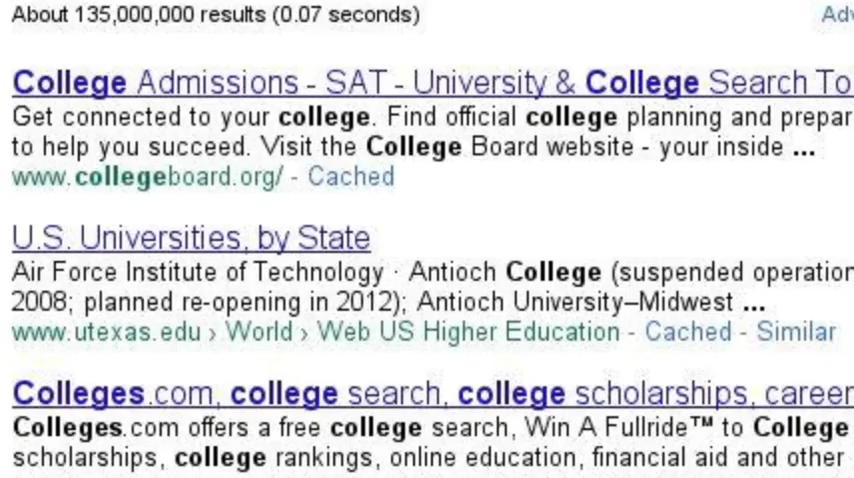 About 135,000,000 results (0.07 seconds)
College Admissions - SAT - University & College Search To
Get connected to your college. Find official college planning and prepar
to help you succeed. Visit the College Board website - your inside ...
www.collegeboard.org/ - Cached
U.S. Universities, by State
Air Force Institute of Technology · Antioch College (suspended operation
2008; planned re-opening in 2012); Antioch University–Midwest ...
www.utexas.edu › World › Web US Higher Education - Cached - Similar
Colleges.com, college search, college scholarships, career
Colleges.com offers a free college search, Win A Fullride™ to College
scholarships, college rankings, online education, financial aid and other